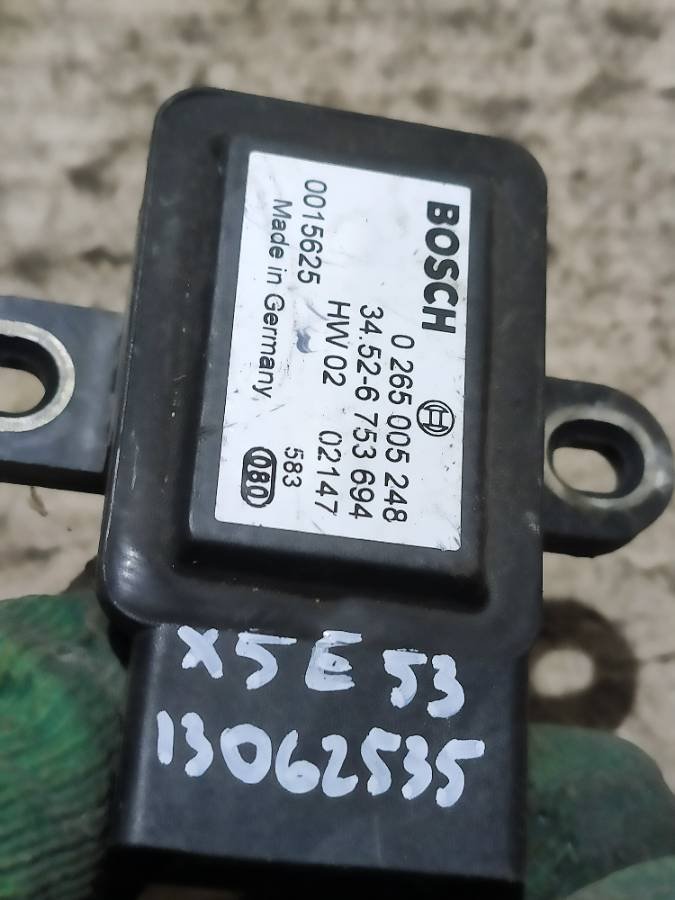 BOSCH
0 265 005 248
34.52-6 753 694
HW 02 02147
0015625 583
Made in Germany. 080
X5 E 53
13062535